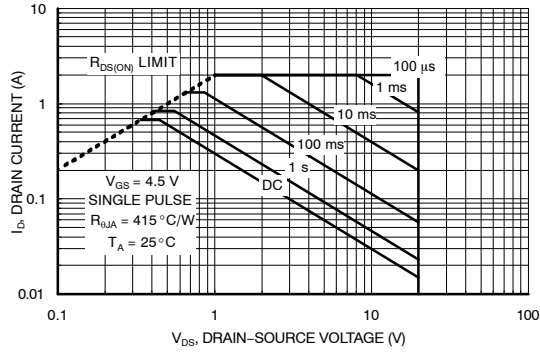 10
1
0.1
0.01
I_D, DRAIN CURRENT (A)
R_DS(ON) LIMIT
100 µs
1 ms
10 ms
100 ms
1 s
DC
V_GS = 4.5 V
SINGLE PULSE
R_θJA = 415 °C/W
T_A = 25°C
0.1
1
10
100
V_DS, DRAIN−SOURCE VOLTAGE (V)